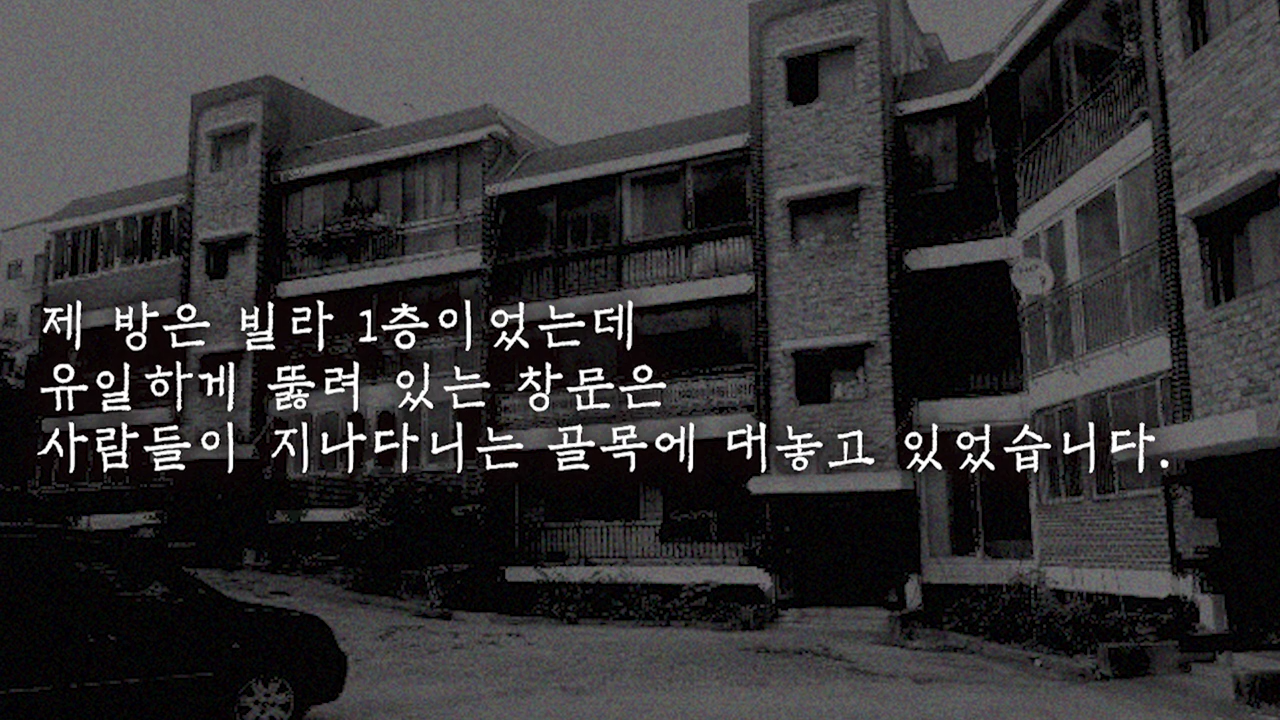 제 방은 빌라 1층이었는데
유일하게 뚫려 있는 창문은
사람들이 지나다니는 골목에 대놓고 있었습니다.